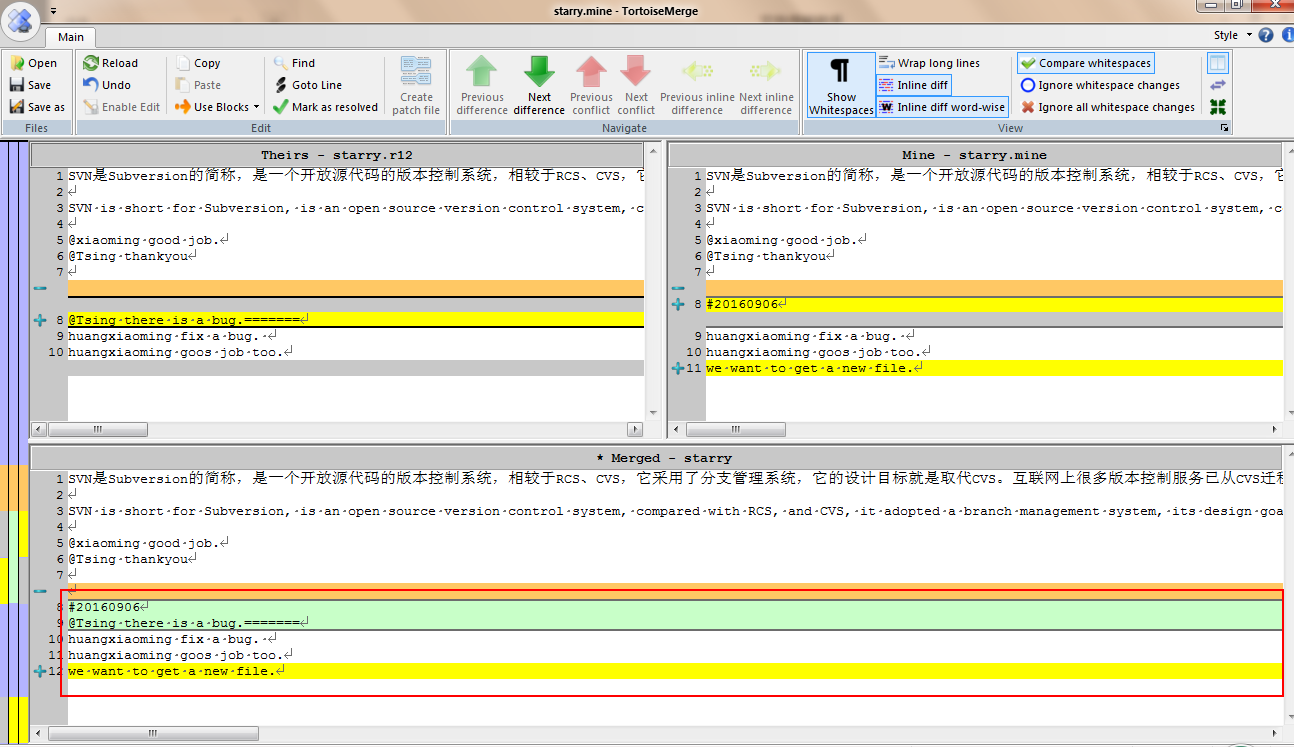 starry.mine - TortoiseMerge
Main
Style
Open
Save
Save as
Files
Reload
Undo
Enable Edit
Copy
Paste
Use Blocks
Find
Goto Line
Mark as resolved
Create patch file
Edit
Previous difference
Next difference
Previous conflict
Next conflict
Previous inline difference
Next inline difference
Navigate
Show Whitespaces
Wrap long lines
Inline diff
Inline diff word-wise
Compare whitespaces
Ignore whitespace changes
Ignore all whitespace changes
View
Theirs - starry.r12
1 SVN是Subversion的简称，是一个开放源代码的版本控制系统，相较于RCS、CVS，它
2 ↵
3 SVN·is·short·for·Subversion,·is·an·open·source·version·control·system,·c
4 ↵
5 @xiaoming·good·job.↵
6 @Tsing·thankyou↵
7 ↵
8 @Tsing·there·is·a·bug.=======↵
9 huangxiaoming·fix·a·bug.·↵
10 huangxiaoming·goos·job·too.↵
Mine - starry.mine
1 SVN是Subversion的简称，是一个开放源代码的版本控制系统，相较于RCS、CVS，它
2 ↵
3 SVN·is·short·for·Subversion,·is·an·open·source·version·control·system,·c
4 ↵
5 @xiaoming·good·job.↵
6 @Tsing·thankyou↵
7 ↵
8 #20160906↵
9 huangxiaoming·fix·a·bug.·↵
10 huangxiaoming·goos·job·too.↵
11 we·want·to·get·a·new·file.↵
* Merged - starry
1 SVN是Subversion的简称，是一个开放源代码的版本控制系统，相较于RCS、CVS，它采用了分支管理系统，它的设计目标就是取代CVS。互联网上很多版本控制服务已从CVS迁移
2 ↵
3 SVN·is·short·for·Subversion,·is·an·open·source·version·control·system,·compared·with·RCS,·and·CVS,·it·adopted·a·branch·management·system,·its·design·goa
4 ↵
5 @xiaoming·good·job.↵
6 @Tsing·thankyou↵
7 ↵
↵
8 #20160906↵
9 @Tsing·there·is·a·bug.=======↵
10 huangxiaoming·fix·a·bug.·↵
11 huangxiaoming·goos·job·too.↵
12 we·want·to·get·a·new·file.↵